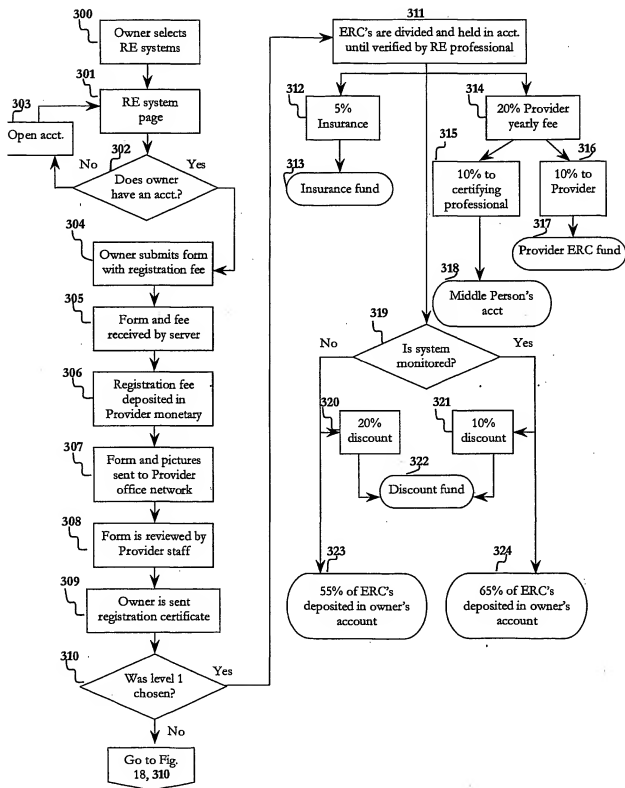 300
Owner selects
RE systems
301
RE system
page
303
Open acct.
302
No
Yes
Does owner
have an acct.?
304
Owner submits form
with registration fee
305
Form and fee
received by server
306
Registration fee
deposited in
Provider monetary
307
Form and pictures
sent to Provider
office network
308
Form is reviewed by
Provider staff
309
Owner is sent
registration certificate
310
Was level 1
chosen?
Yes
No
Go to Fig.
18, 310
311
ERC's are divided and held in acct.
until verified by RE professional
312
5%
Insurance
313
Insurance fund
314
20% Provider
yearly fee
315
10% to
certifying
professional
316
10% to
Provider
317
Provider ERC fund
318
Middle Person's
acct
319
No
Yes
Is system
monitored?
320
20%
discount
321
10%
discount
322
Discount fund
323
55% of ERC's
deposited in owner's
account
324
65% of ERC's
deposited in owner's
account